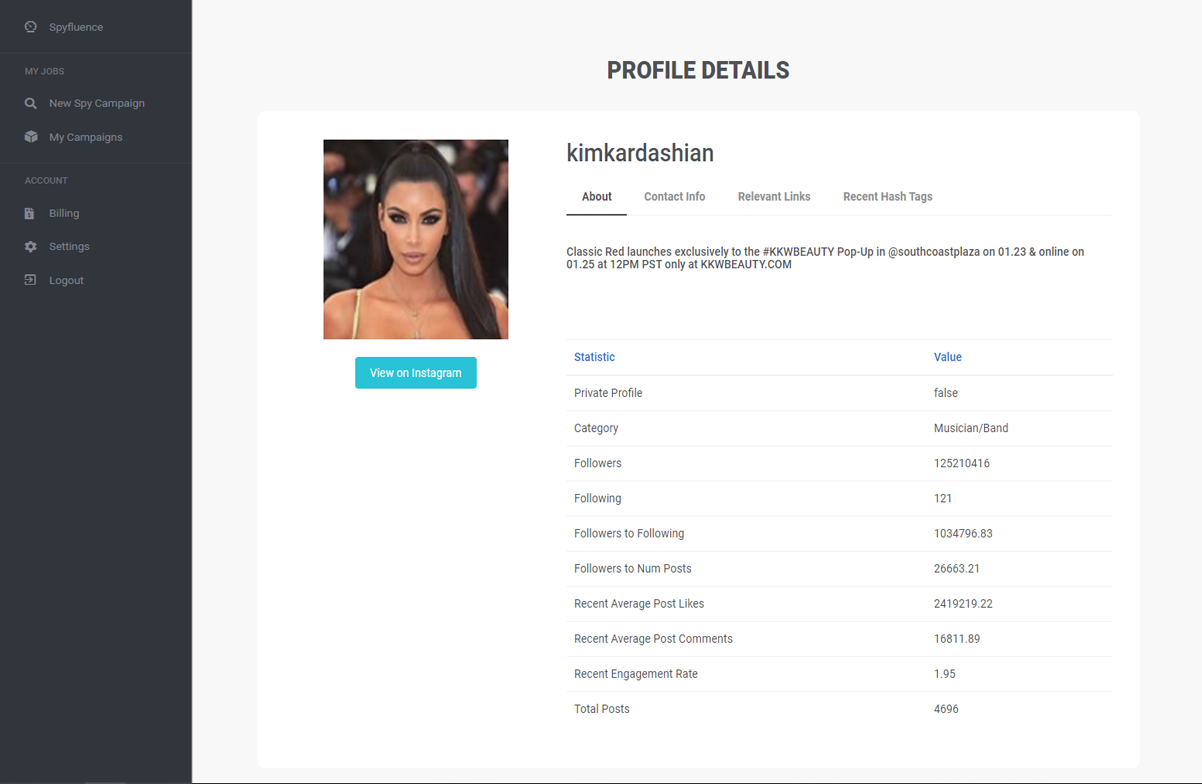 Spyfluence
MY JOBS
New Spy Campaign
My Campaigns
ACCOUNT
Billing
Settings
Logout
PROFILE DETAILS
View on Instagram
kimkardashian
About Contact Info Relevant Links Recent Hash Tags
Classic Red launches exclusively to the #KKWBEAUTY Pop-Up in @southcoastplaza on 01.23 & online on
01.25 at 12PM PST only at KKWBEAUTY.COM
Statistic Value
Private Profile false
Category Musician/Band
Followers 125210416
Following 121
Followers to Following 1034796.83
Followers to Num Posts 26663.21
Recent Average Post Likes 2419219.22
Recent Average Post Comments 16811.89
Recent Engagement Rate 1.95
Total Posts 4696